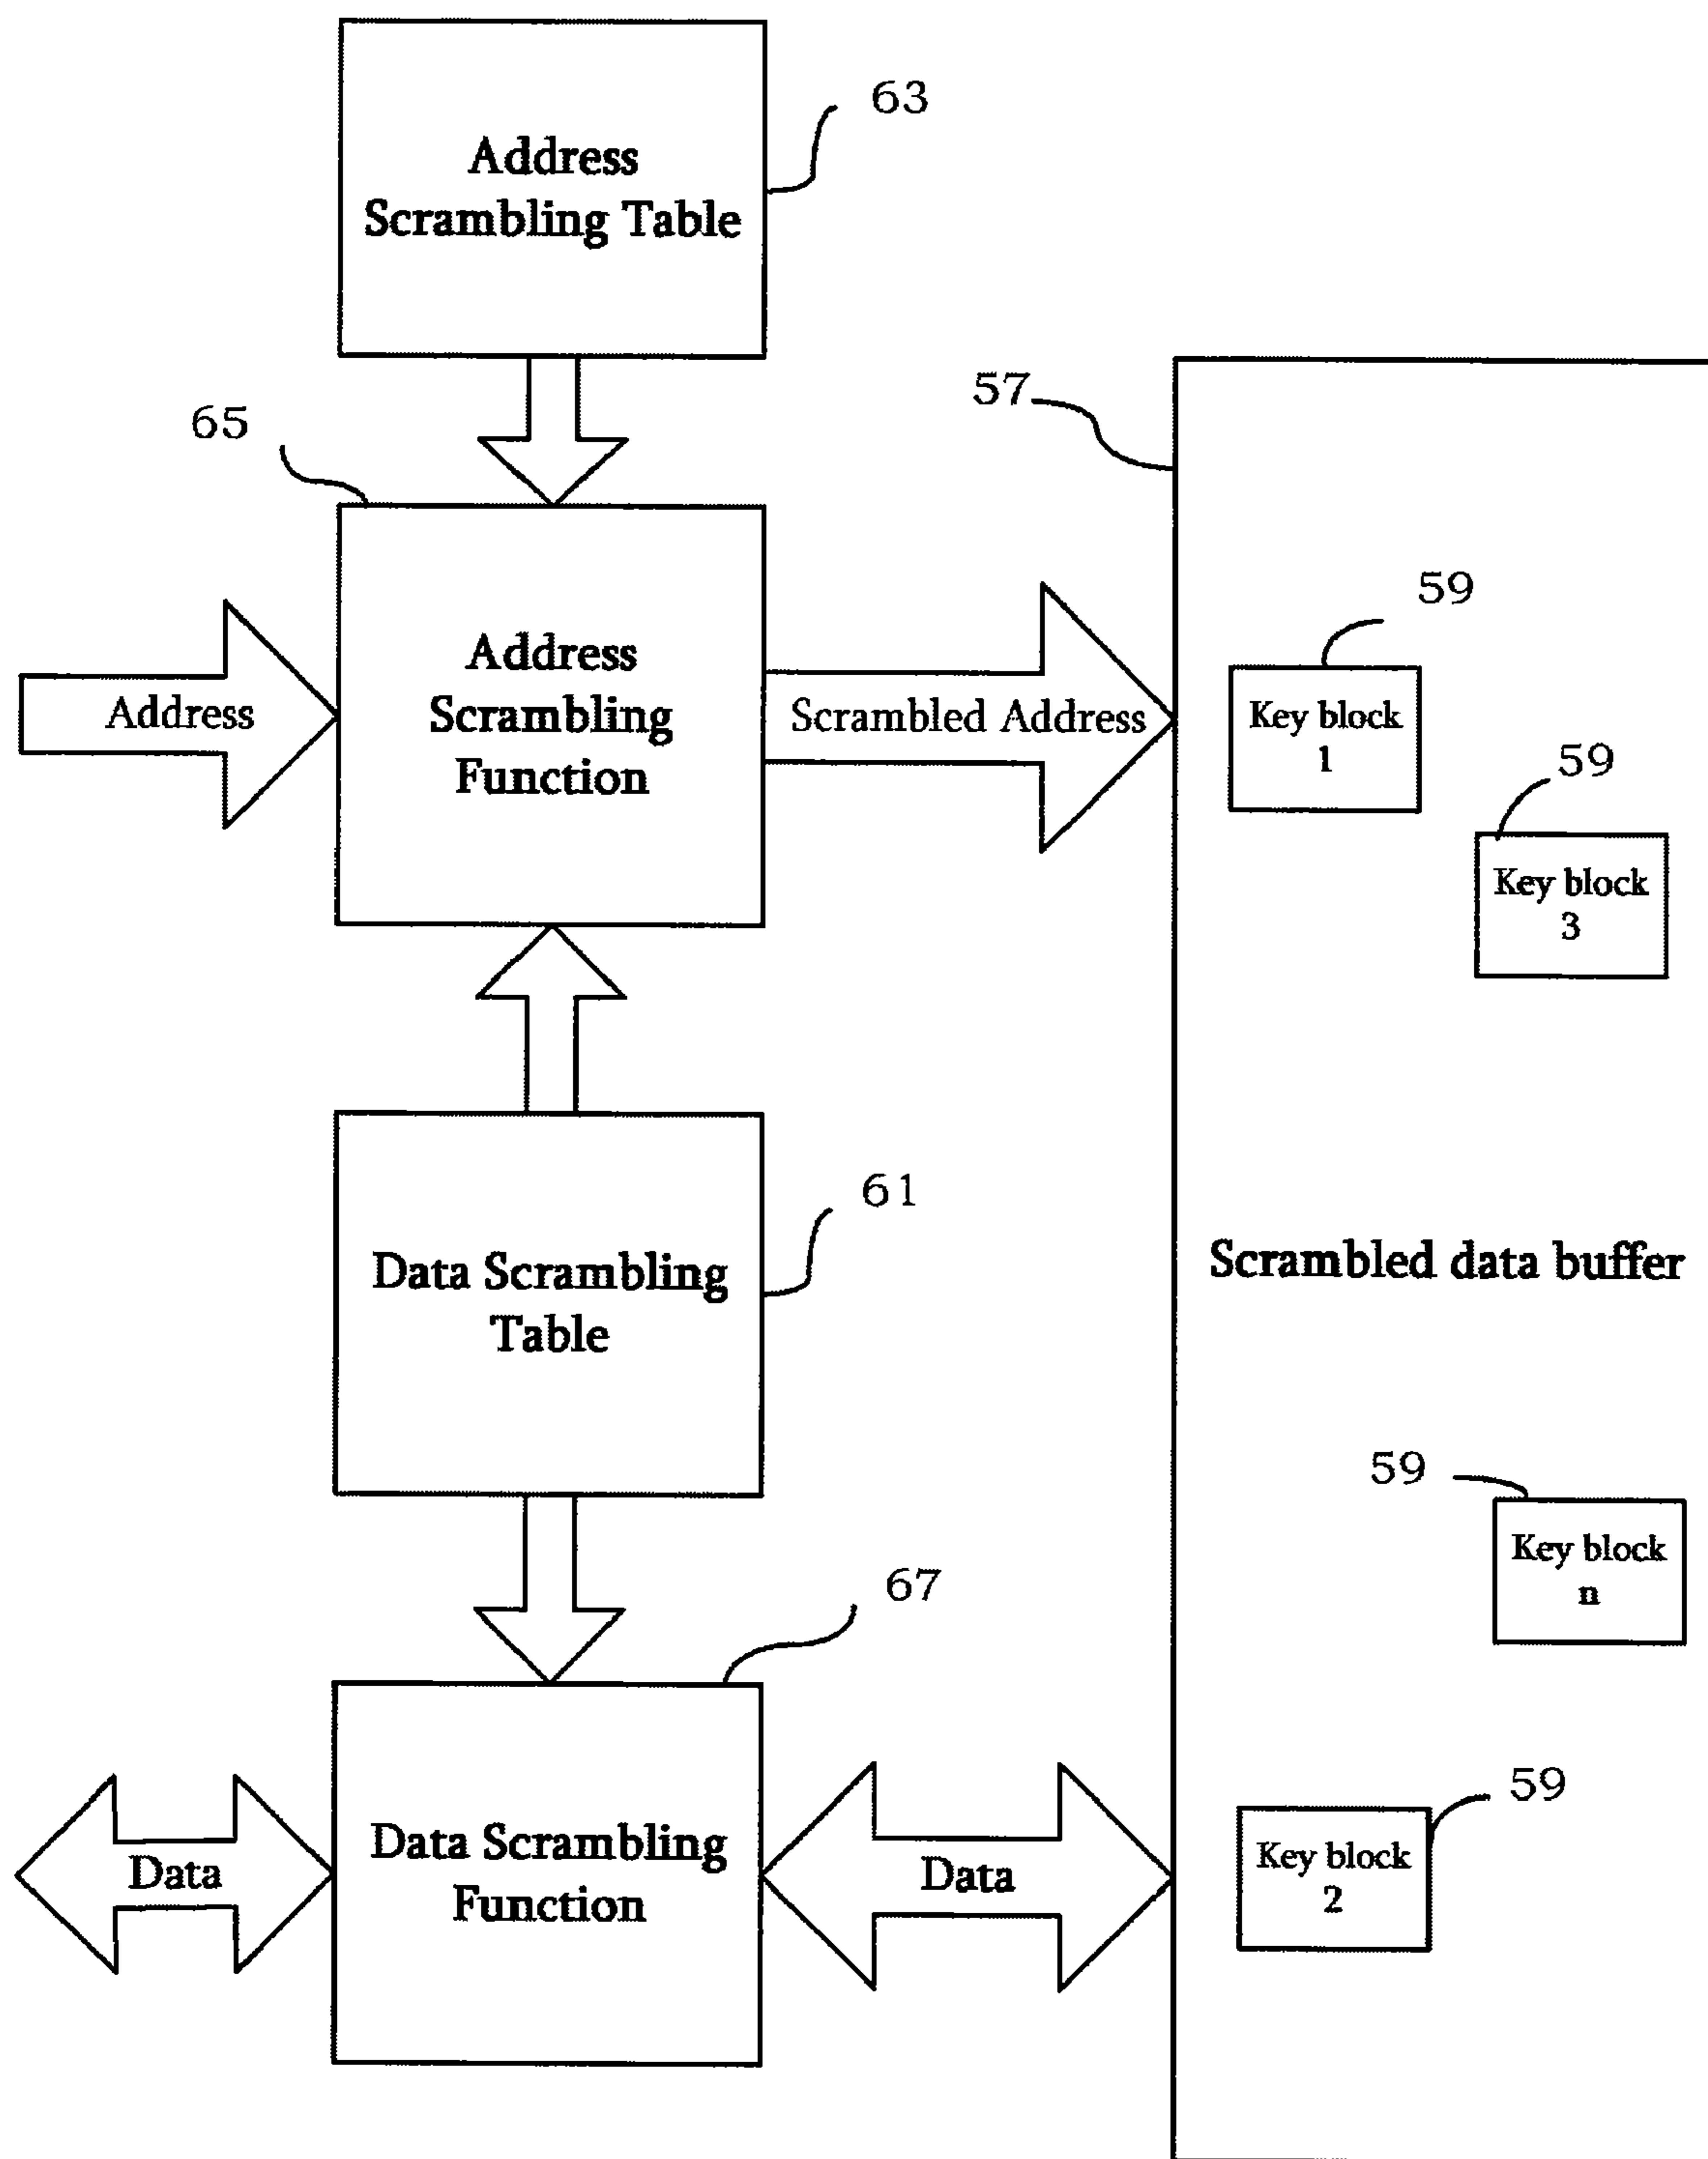 63
Address
Scrambling Table
57
65
59
Address
Scrambling
Function
Address
Scrambled Address
Key block
1
59
Key block
3
61
Data Scrambling
Table
Scrambled data buffer
59
Key block
n
67
59
Data Scrambling
Function
Data
Data
Key block
2